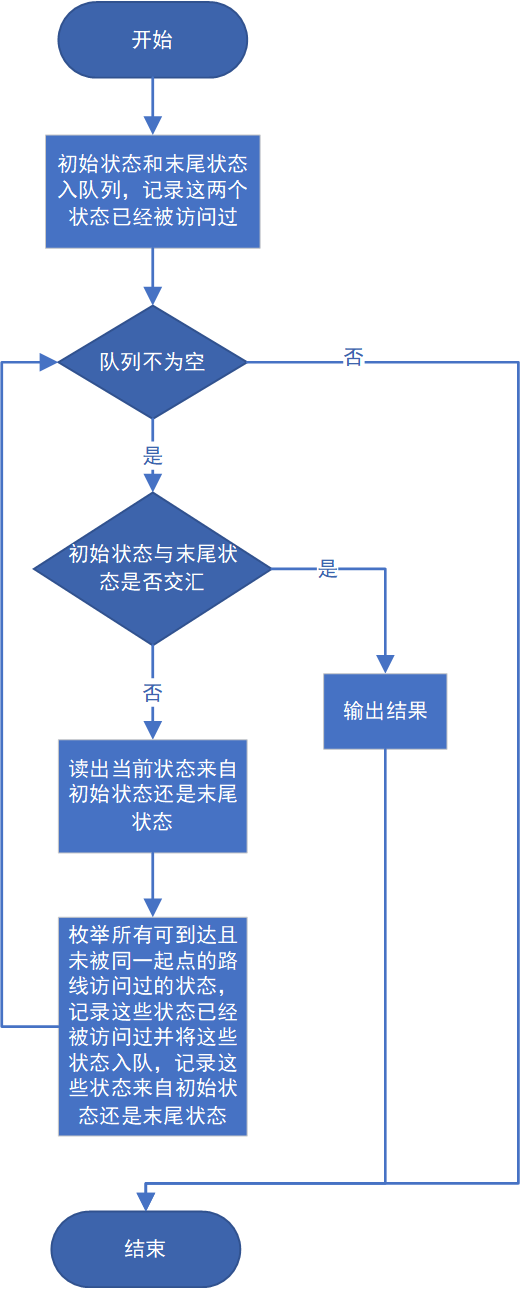 开始
初始状态和末尾状态
入队列，记录这两个
状态已经被访问过
队列不为空
否
是
初始状态与末尾状
态是否交汇
是
否
输出结果
读出当前状态来自
初始状态还是末尾
状态
枚举所有可到达且
未被同一起点的路
线访问过的状态，
记录这些状态已经
被访问过并将这些
状态入队，记录这
些状态来自初始状
态还是末尾状态
结束